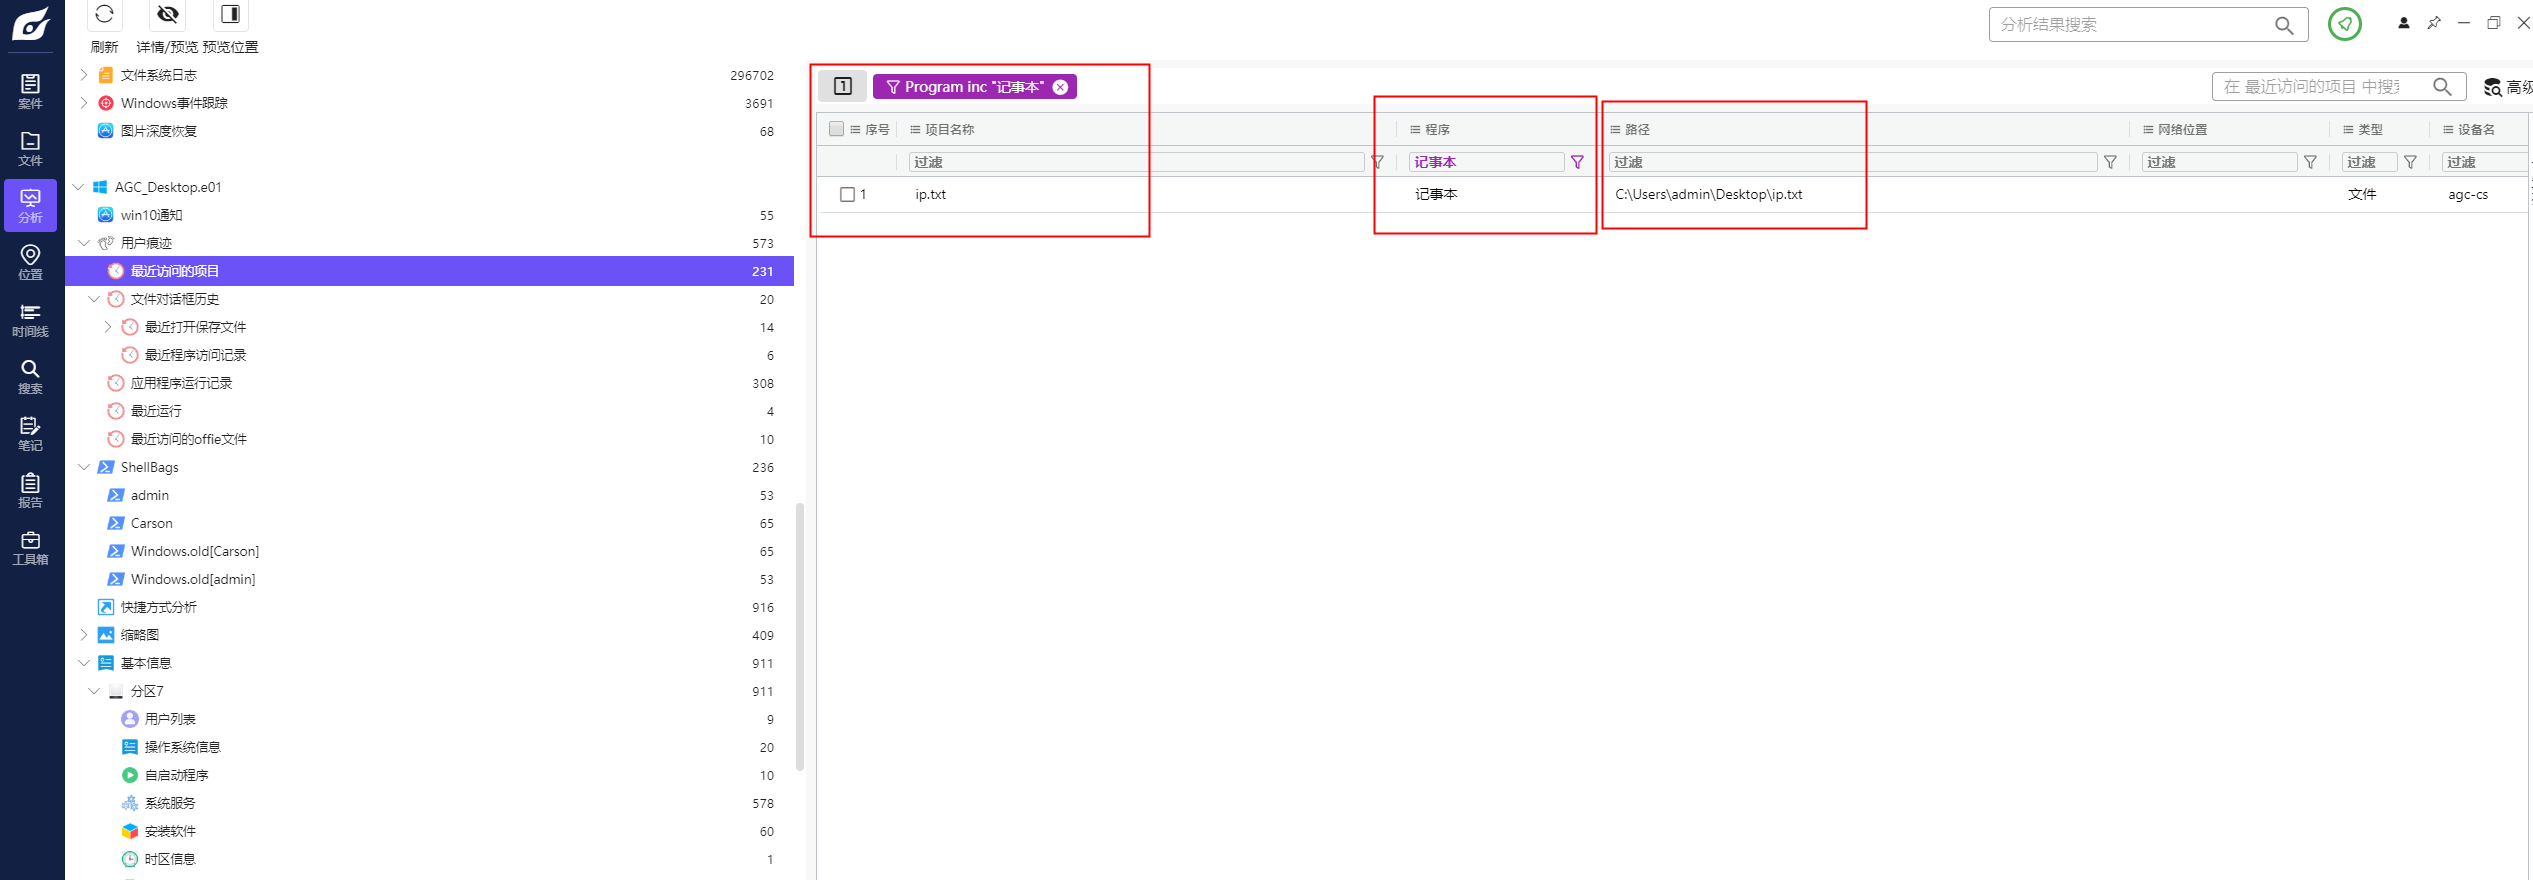 刷新
详情/预览
预览位置
分析结果搜索
案件
文件
分析
位置
时间线
搜索
笔记
报告
工具箱
文件系统日志 296702
Windows事件跟踪 3691
图片深度恢复 68
AGC_Desktop.e01
win10通知 55
用户痕迹 573
最近访问的项目 231
文件对话框历史 20
最近打开保存文件 14
最近程序访问记录 6
应用程序运行记录 308
最近运行 4
最近访问的offie文件 10
ShellBags 236
admin 53
Carson 65
Windows.old[Carson] 65
Windows.old[admin] 53
快捷方式分析 916
缩略图 409
基本信息 911
分区7 911
用户列表 9
操作系统信息 20
自启动程序 10
系统服务 578
安装软件 60
时区信息 1
1 Program inc "记事本"
在 最近访问的项目 中搜
高级
序号 项目名称 程序 路径 网络位置 类型 设备名
过滤 记事本 过滤 过滤 过滤 过滤
1 ip.txt 记事本 C:\Users\admin\Desktop\ip.txt 文件 agc-cs